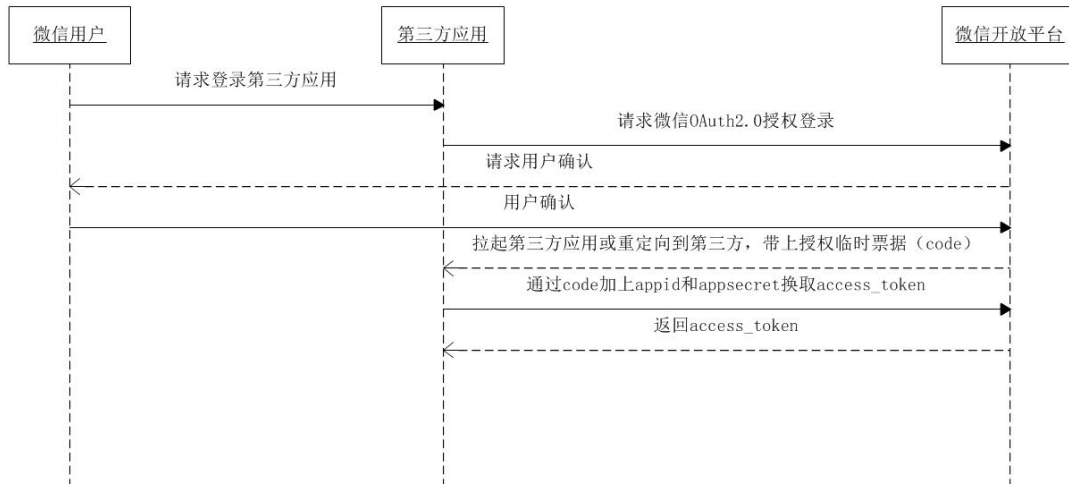 微信用户
第三方应用
微信开放平台
请求登录第三方应用
请求微信OAuth2.0授权登录
请求用户确认
用户确认
拉起第三方应用或重定向到第三方，带上授权临时票据（code）
通过code加上appid和appsecret换取access_token
返回access_token